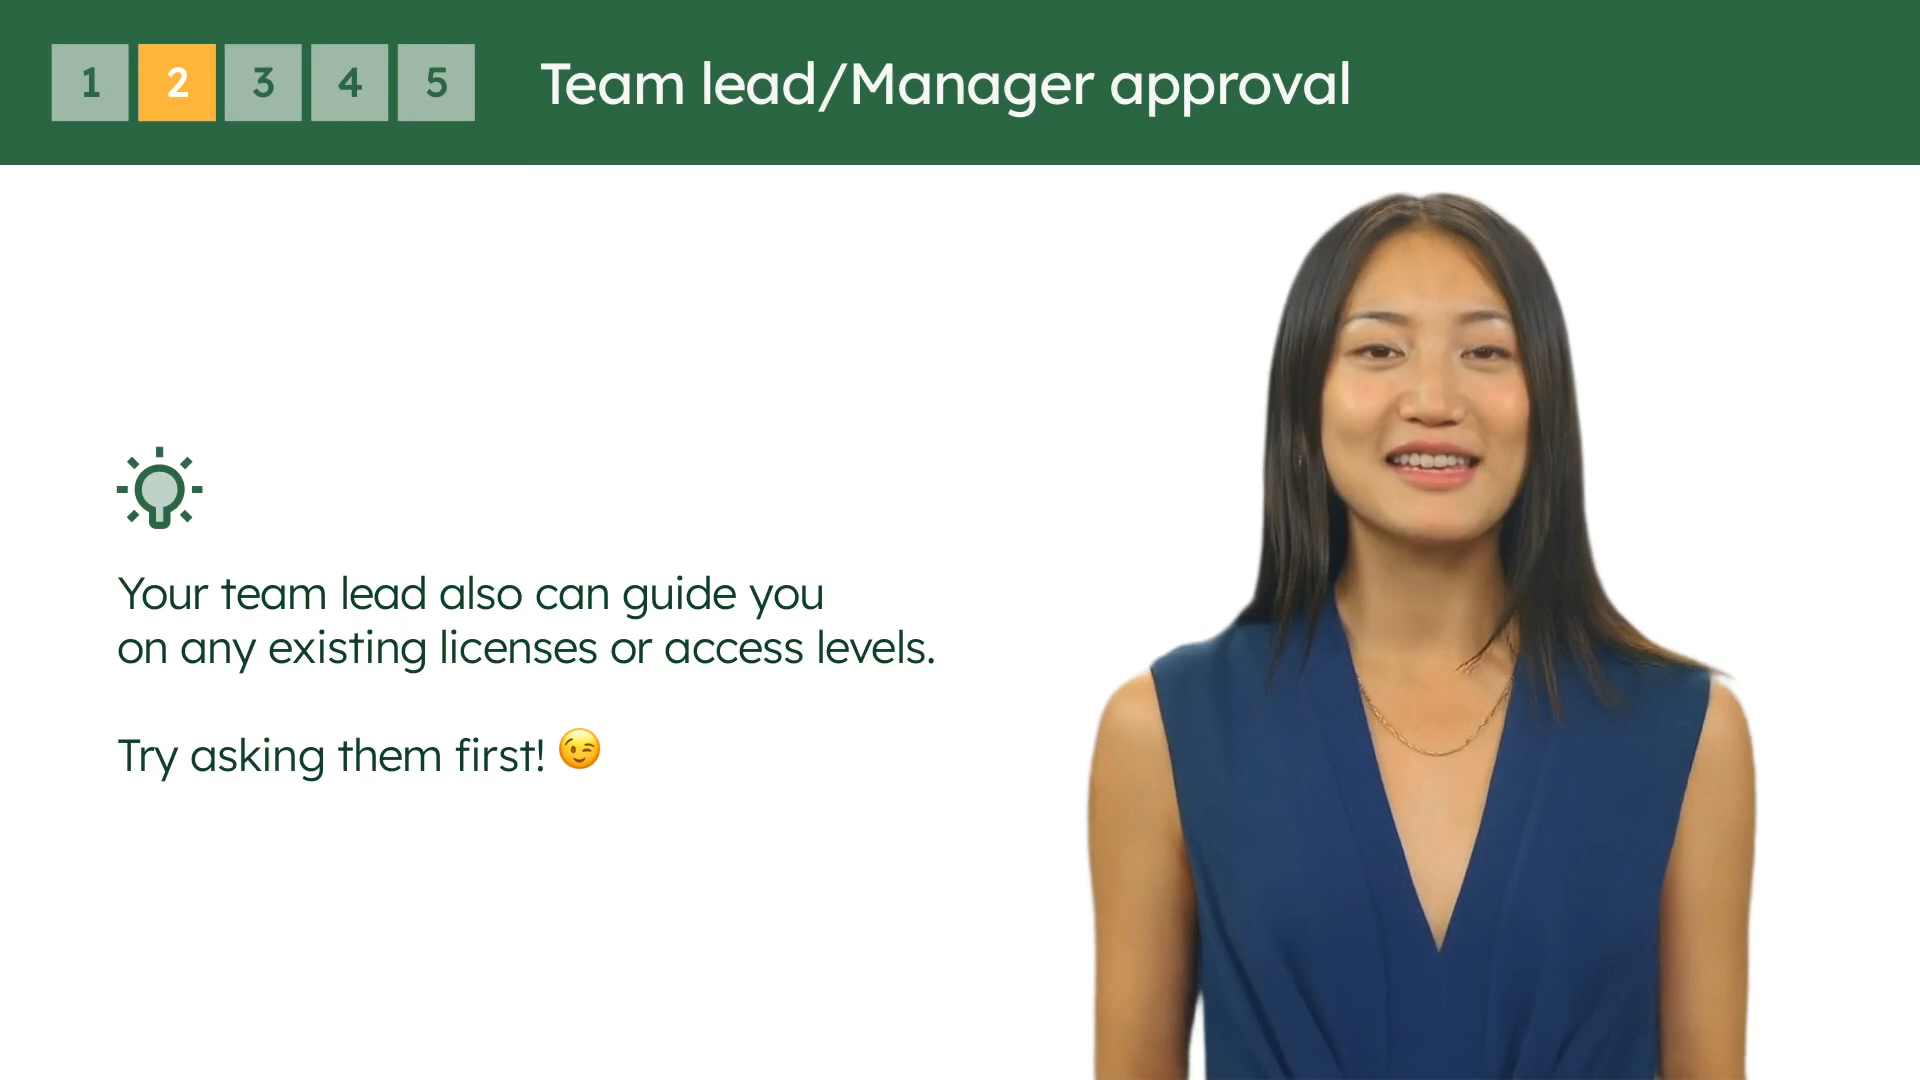 1 2 3 4 5 Team lead/Manager approval
Your team lead also can guide you
on any existing licenses or access levels.
Try asking them first! 😉